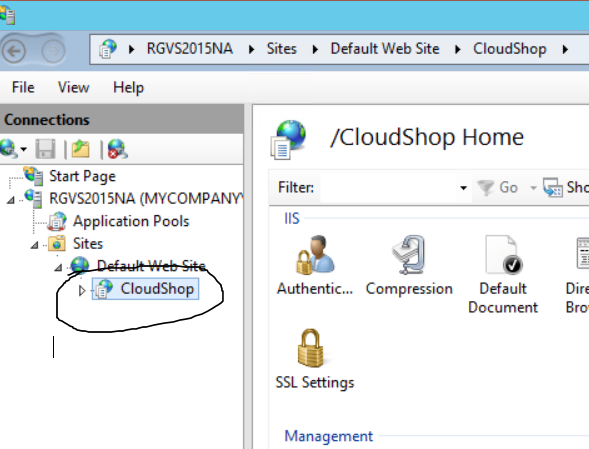 RGVS2015NA Sites Default Web Site CloudShop
File View Help
Connections
Start Page
RGVS2015NA (MYCOMPANY
Application Pools
Sites
Default Web Site
CloudShop
/CloudShop Home
Filter: Go Sho
IIS
Authentic... Compression Default Document Dire Brow
SSL Settings
Management